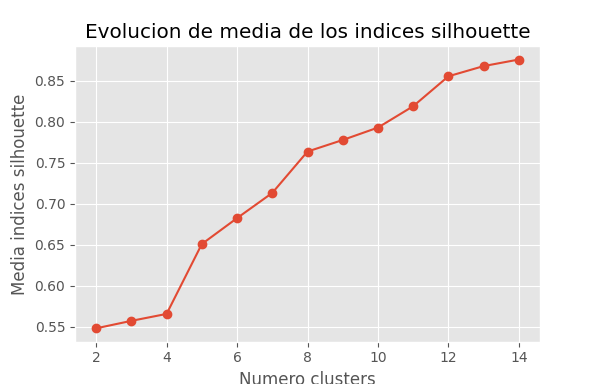 Evolucion de media de los indices silhouette
Media indices silhouette
0.85
0.80
0.75
0.70
0.65
0.60
0.55
2 4 6 8 10 12 14
Numero clusters